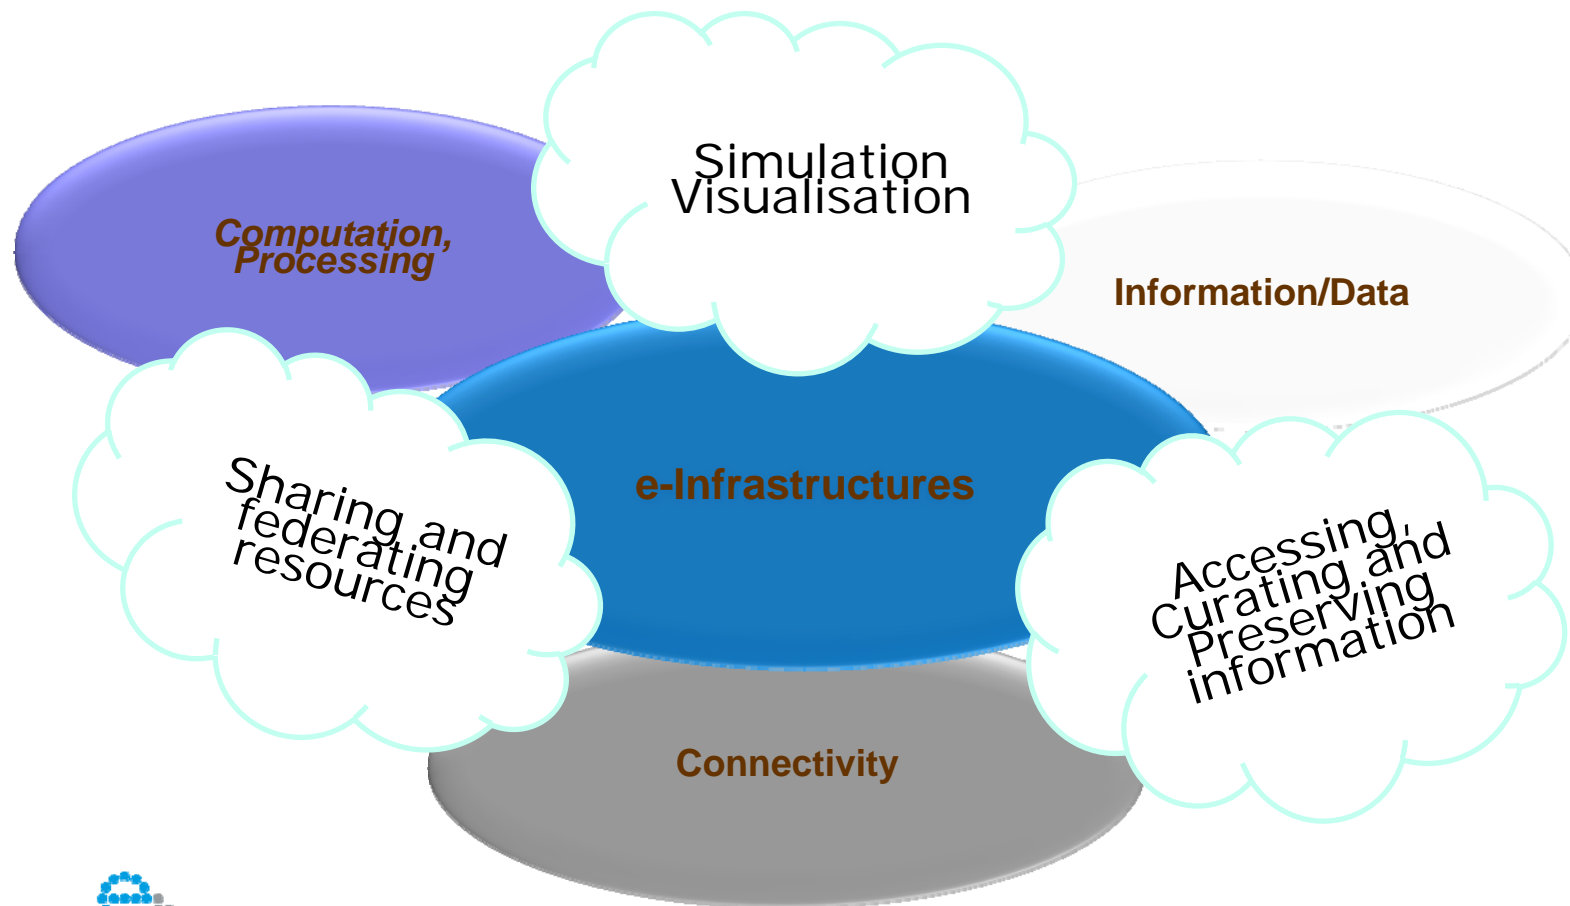 Simulation
Visualisation
Computation,
Processing
Information/Data
Sharing and
federating
resources
e-Infrastructures
Accessing,
Curating and
Preserving
information
Connectivity